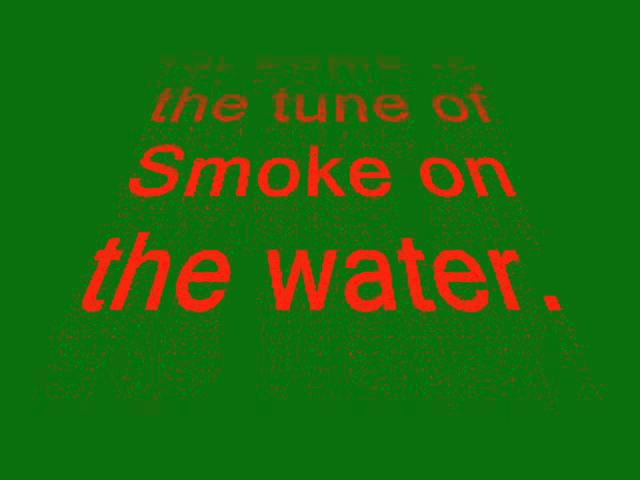 the tune of
Smoke on
the water.